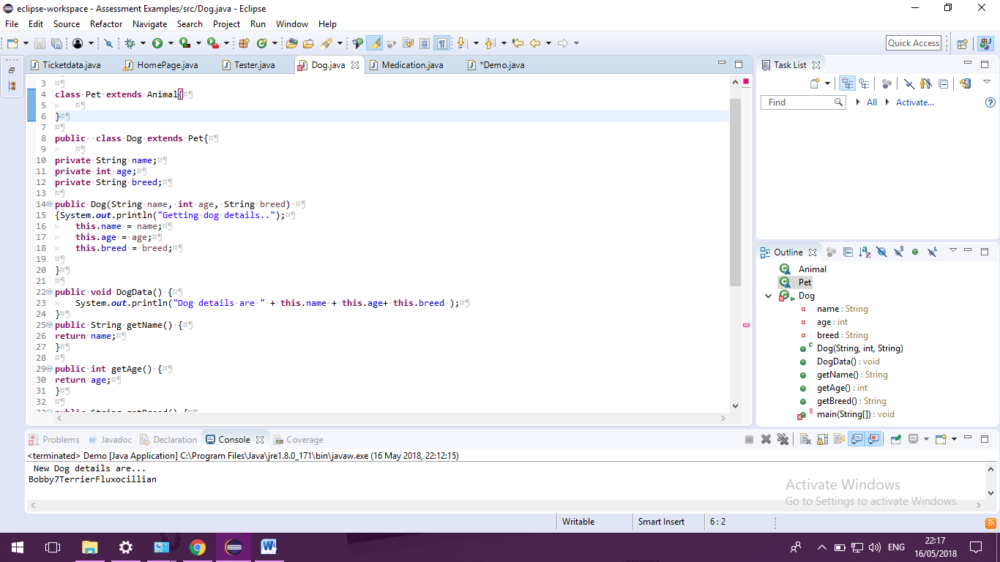 eclipse-workspace - Assessment Examples/src/Dog.java - Eclipse
File Edit Source Refactor Navigate Search Project Run Window Help
Quick Access
Ticketdata.java HomePage.java Tester.java Dog.java Medication.java *Demo.java
3 ¤¶
4 class·Pet·extends·Animal{¤¶
5 » ¤¶
6 }¤¶
7 ¤¶
8 public··class·Dog·extends·Pet{¤¶
9 » ¤¶
10 private·String·name;¤¶
11 private·int·age;¤¶
12 private·String·breed;¤¶
13 ¤¶
14 public·Dog(String·name,·int·age,·String·breed)·¤¶
15 {System.out.println("Getting·dog·details..");¤¶
16 » this.name·=·name;¤¶
17 » this.age·=·age;¤¶
18 » this.breed·=·breed;¤¶
19 ¤¶
20 }¤¶
21 ¤¶
22 public·void·DogData()·{¤¶
23 » System.out.println("Dog·details·are·"·+·this.name·+·this.age+·this.breed·);¤¶
24 }¤¶
25 public·String·getName()·{¤¶
26 return·name;¤¶
27 }¤¶
28 ¤¶
29 public·int·getAge()·{¤¶
30 return·age;¤¶
31 }¤¶
32 ¤¶
Task List
Find All Activate...
Outline
Animal
Pet
Dog
name : String
age : int
breed : String
Dog(String, int, String)
DogData() : void
getName() : String
getAge() : int
getBreed() : String
main(String[]) : void
Problems Javadoc Declaration Console Coverage
<terminated> Demo [Java Application] C:\Program Files\Java\jre1.8.0_171\bin\javaw.exe (16 May 2018, 22:12:15)
New Dog details are...
Bobby7TerrierFluxocillian
Activate Windows
Go to Settings to activate Windows.
Writable Smart Insert 6 : 2
ENG 22:17
16/05/2018